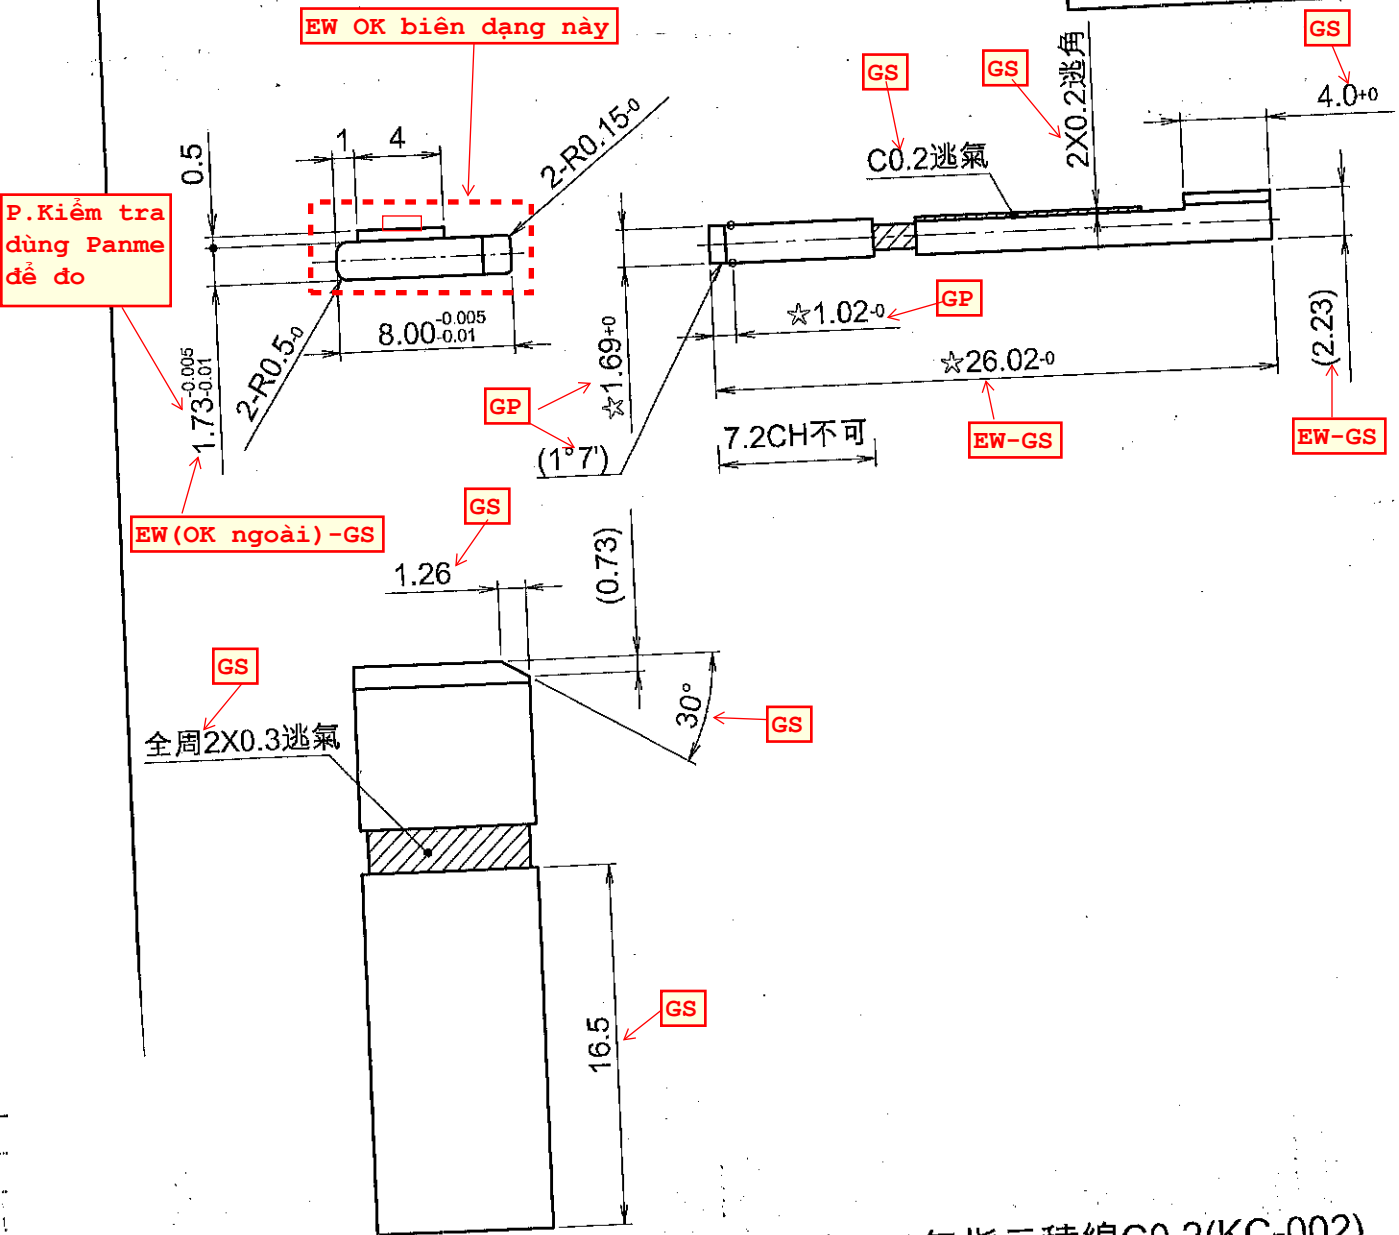 EW OK biên dạng này
GS
GS
GS
2X0.2逃角
4.0+0
C0.2逃氣
1
4
2-R0.15-0
0.5
P.Kiểm tra
dùng Panme
để đo
8.00-0.005
-0.01
2-R0.5-0
1.73-0.005
-0.01
☆1.69+0
GP
(1°7')
☆1.02-0
GP
☆26.02-0
(2.23)
7.2CH不可
EW-GS
EW-GS
EW(OK ngoài)-GS
GS
1.26
(0.73)
GS
30°
GS
全周2X0.3逃氣
16.5
GS
C0.2(KC-002)